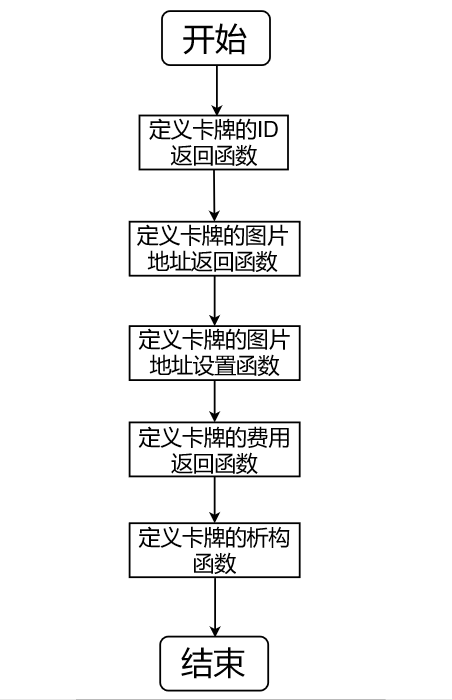 开始
定义卡牌的ID
返回函数
定义卡牌的图片
地址返回函数
定义卡牌的图片
地址设置函数
定义卡牌的费用
返回函数
定义卡牌的析构
函数
结束